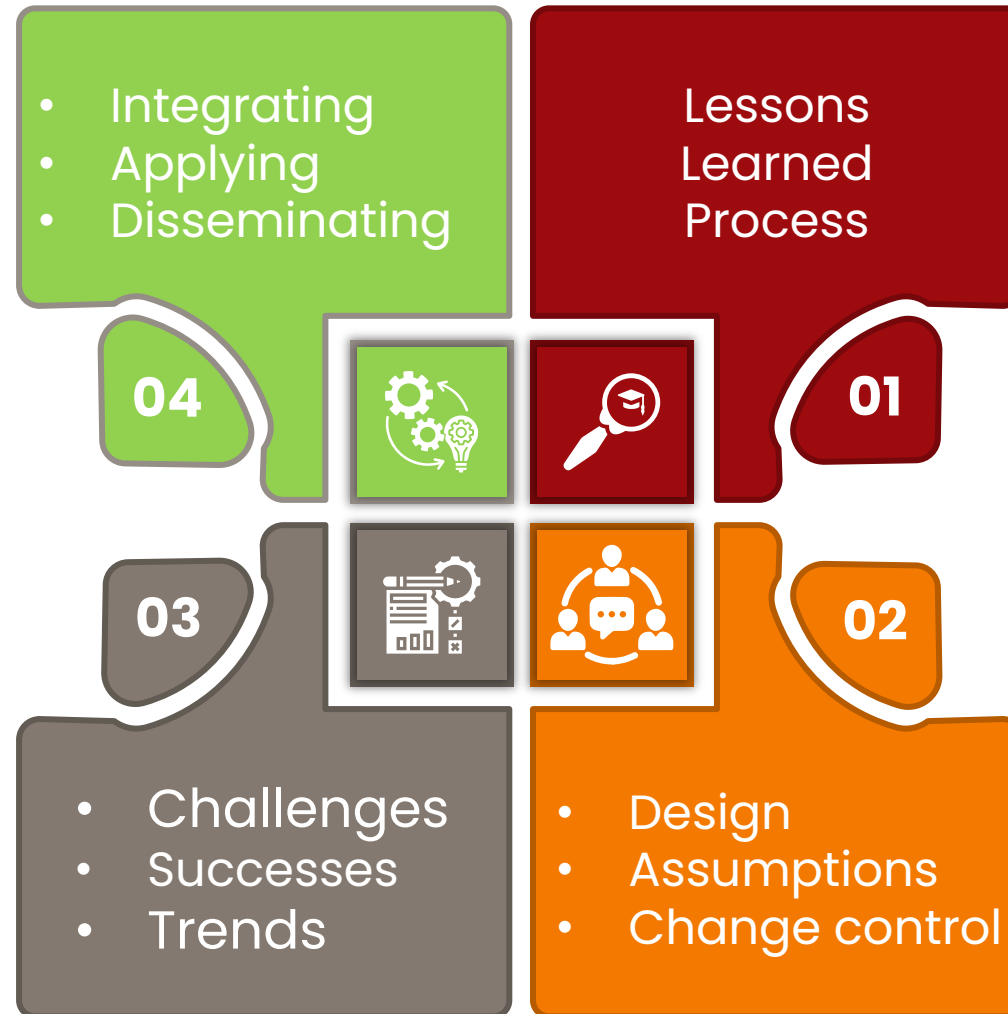 • Integrating
• Applying
• Disseminating
Lessons
Learned
Process
04
01
03
02
• Challenges
• Successes
• Trends
• Design
• Assumptions
• Change control